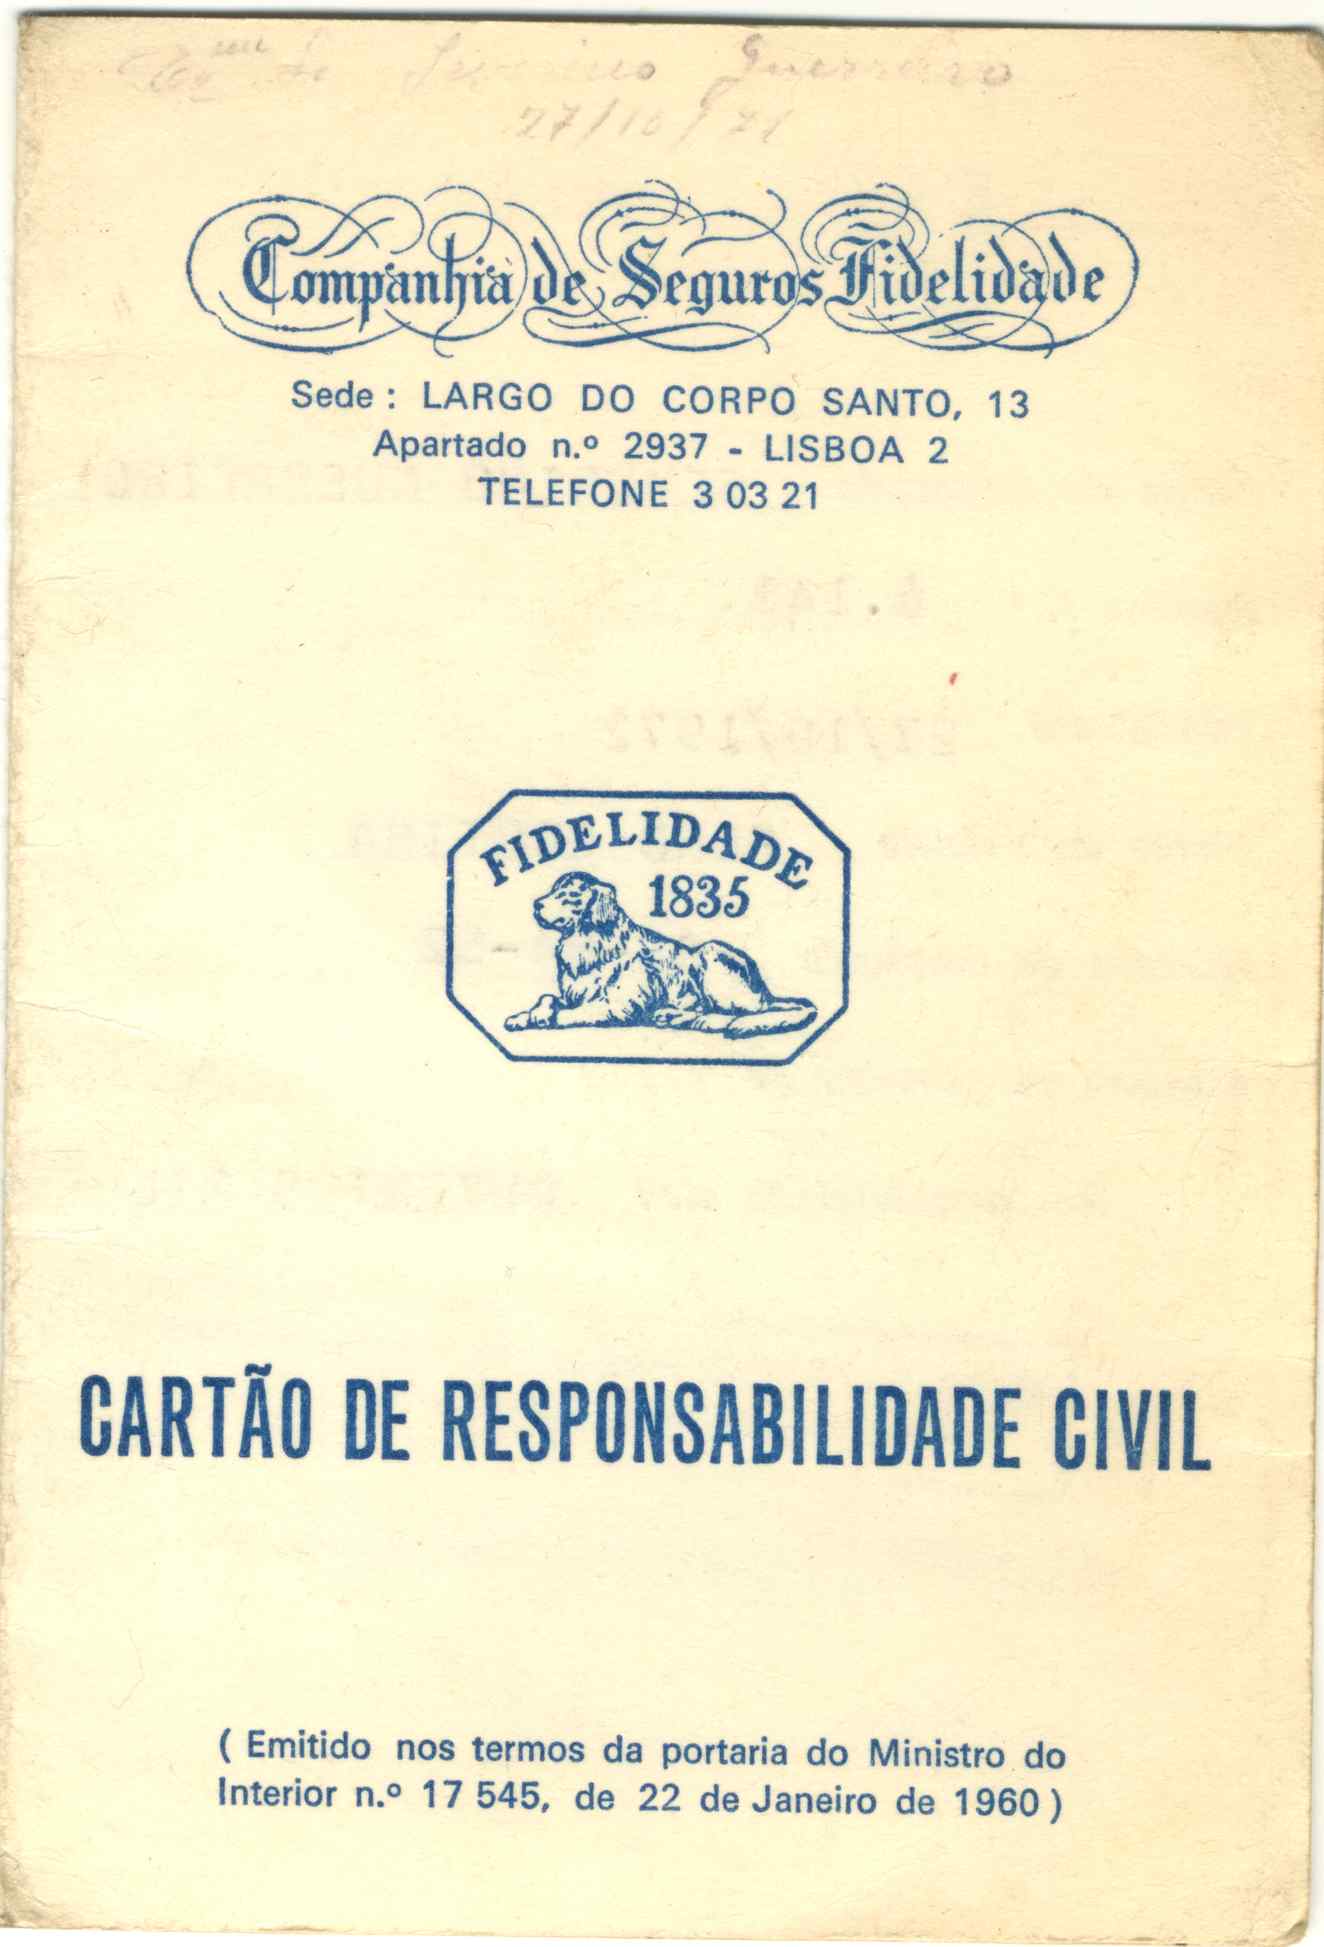 Guerreiro
27/10/71
Companhia de Seguros Fidelidade
Sede : LARGO DO CORPO SANTO, 13
Apartado n.º 2937 - LISBOA 2
TELEFONE 3 03 21
FIDELIDADE
1835
CARTÃO DE RESPONSABILIDADE CIVIL
( Emitido nos termos da portaria do Ministro do
Interior n.º 17 545, de 22 de Janeiro de 1960 )